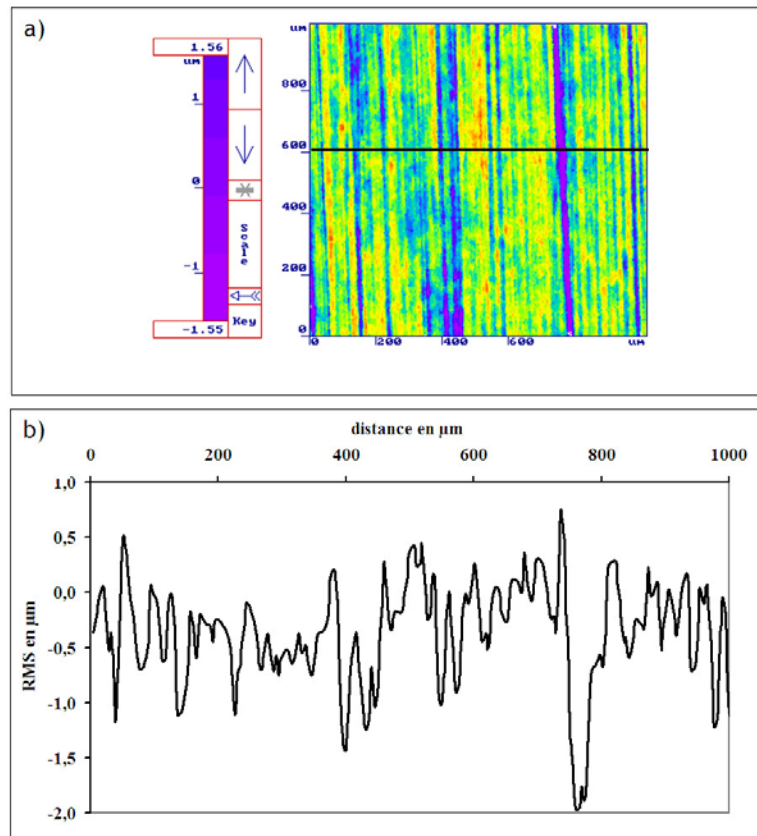 a)
1.56
um
1
0
-1
-1.55
Scale
Key
um
800
600
400
200
0
0 200 400 600 um
b)
distance en µm
0 200 400 600 800 1000
RMS en µm
1,0
0,5
0,0
-0,5
-1,0
-1,5
-2,0